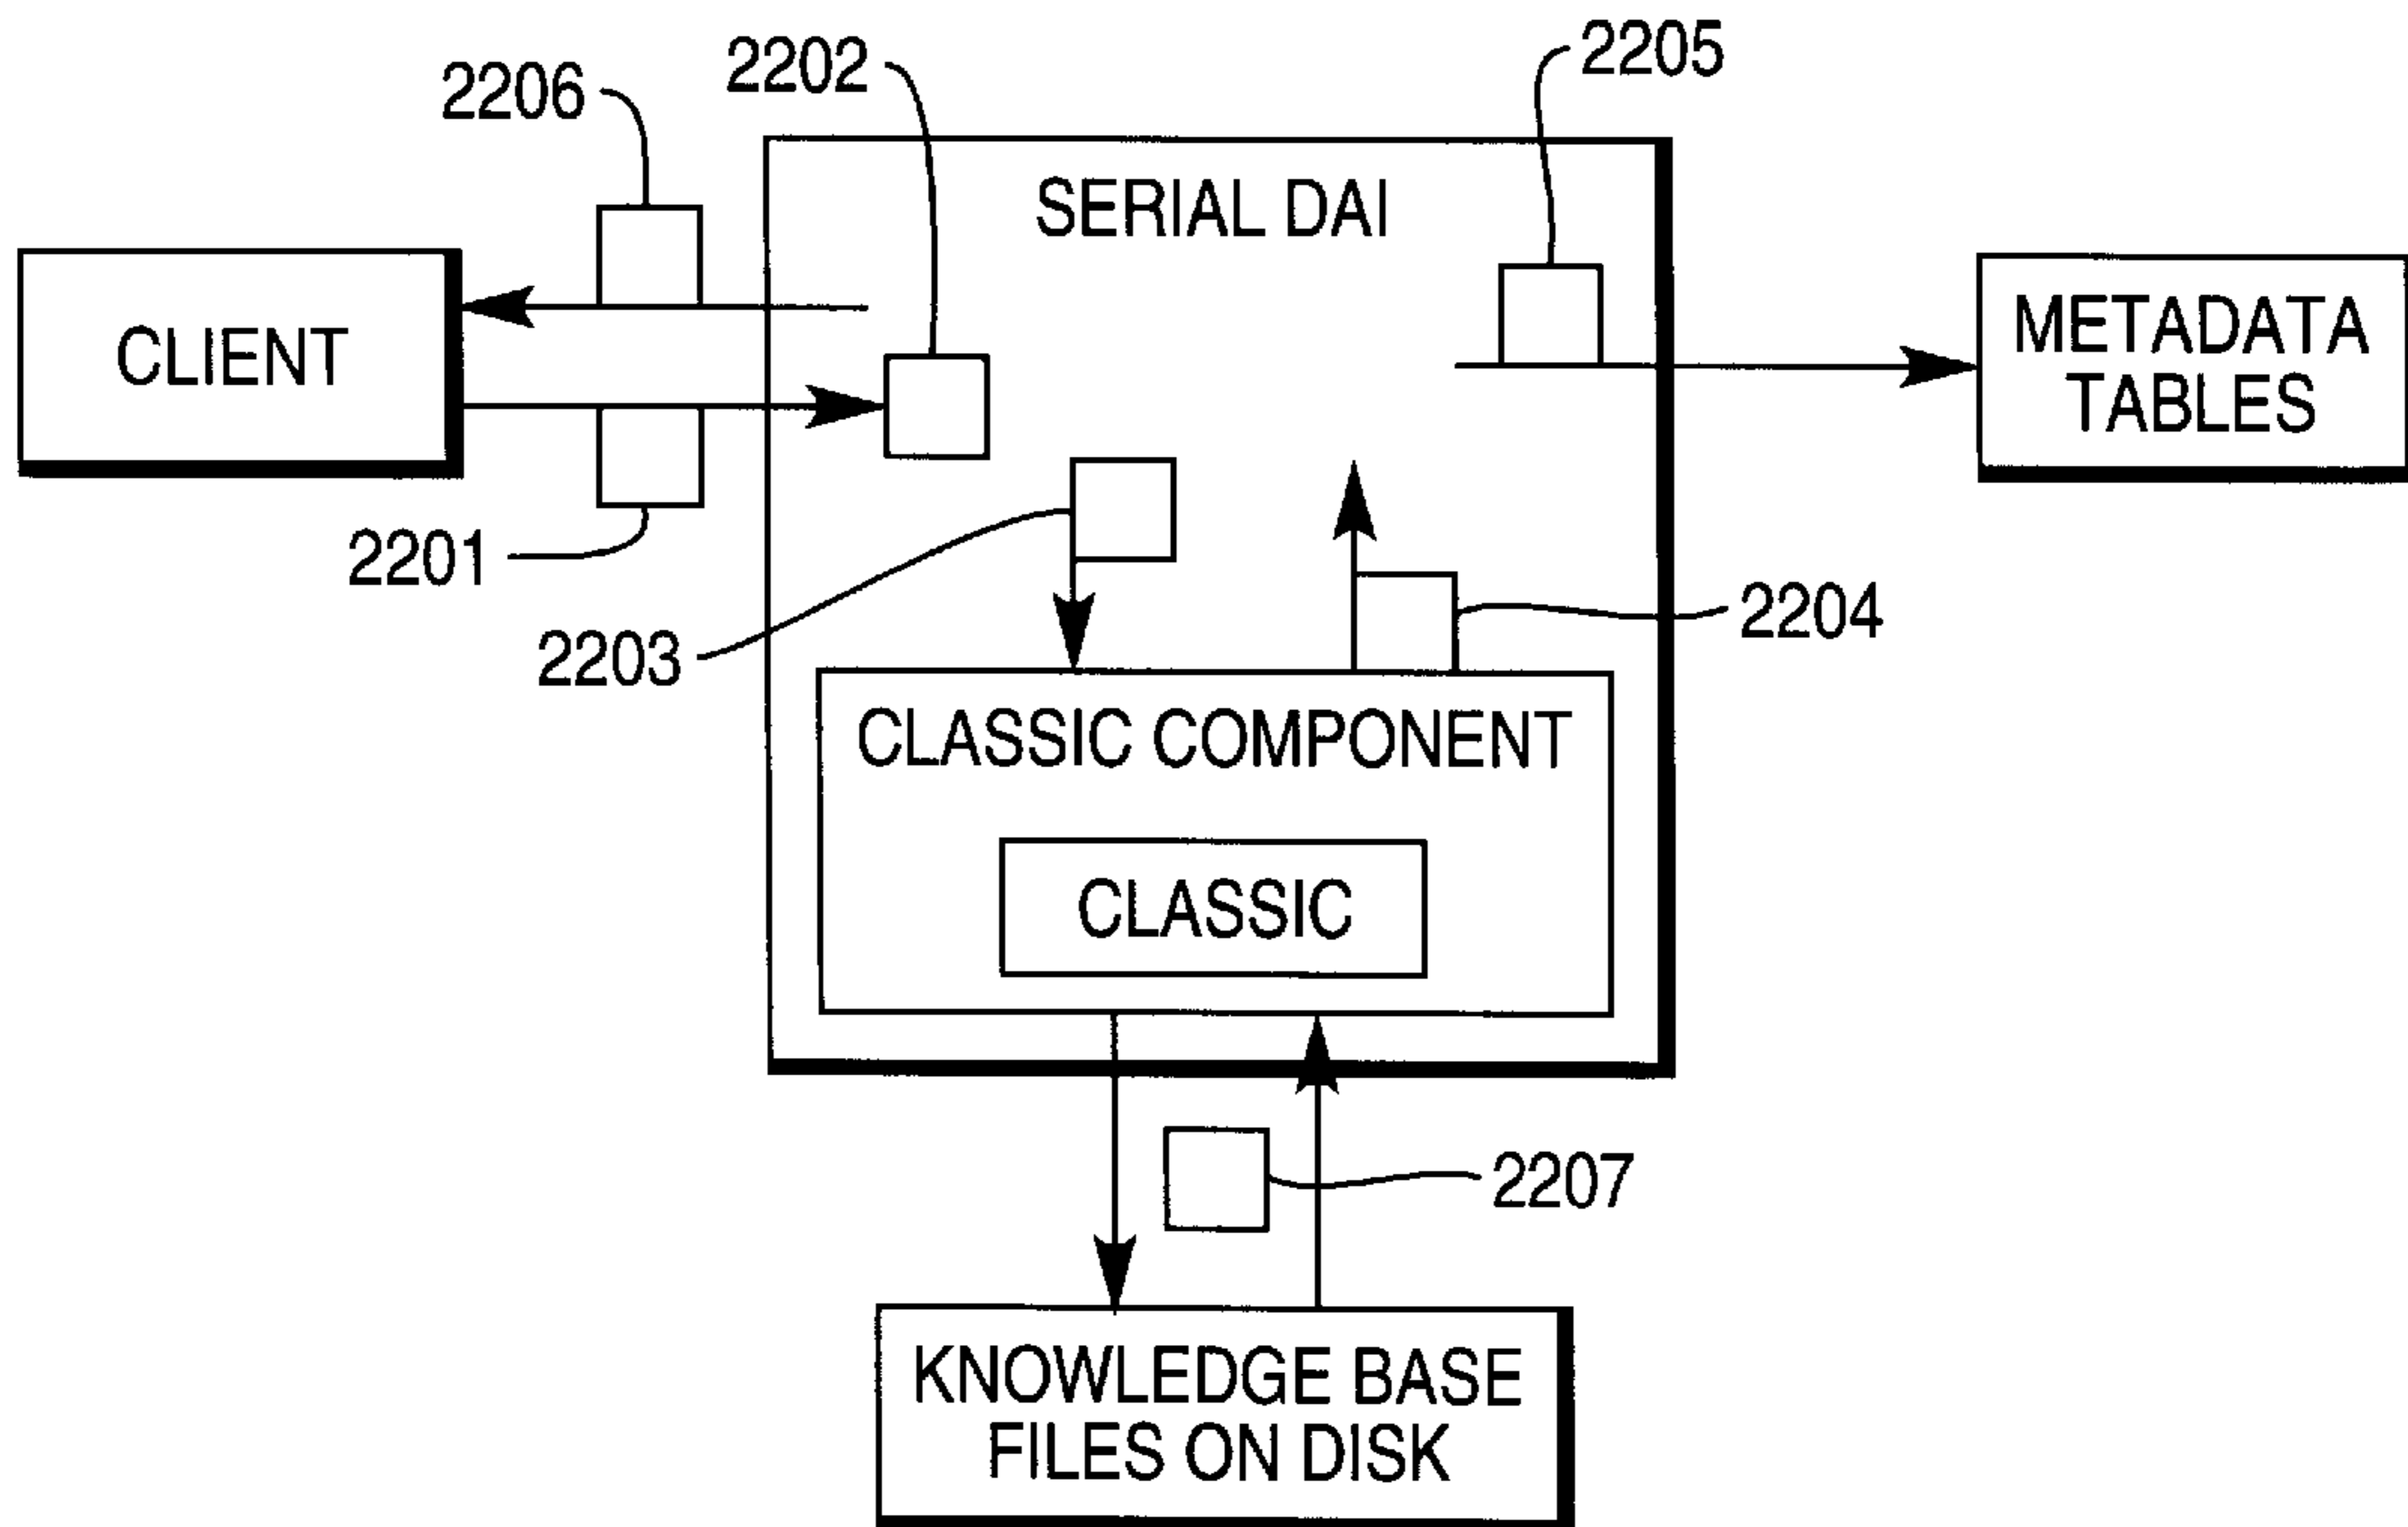 2202
2205
2206
SERIAL DAI
CLIENT
METADATA
TABLES
2201
2203
2204
CLASSIC COMPONENT
CLASSIC
2207
KNOWLEDGE BASE
FILES ON DISK